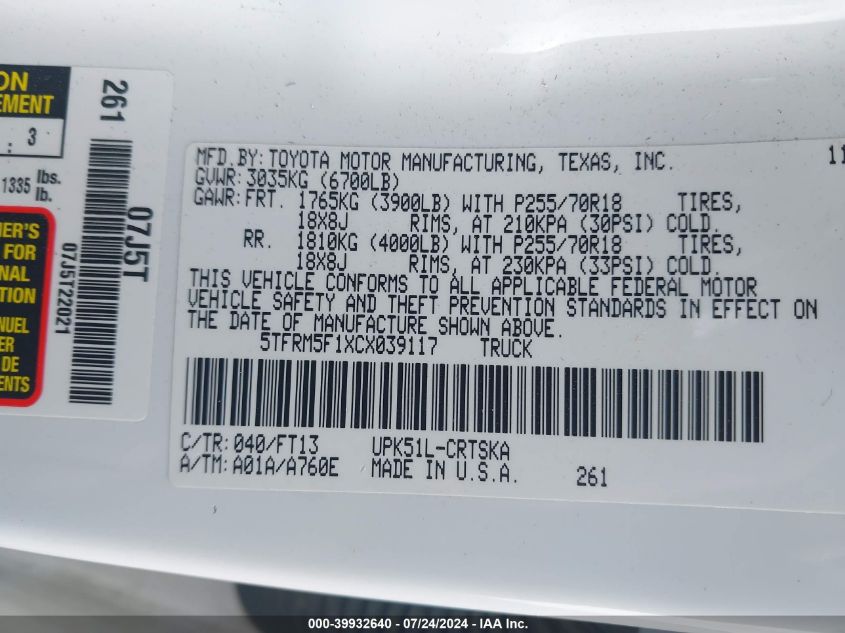 ON
EMENT
: 3
1335 lbs.
lb.
ER'S
FOR
NAL
TION
NUEL
ER
DE
ENTS
261
07J5T
07J5T22021
MFD.BY:TOYOTA MOTOR MANUFACTURING, TEXAS, INC. 11
GVWR:3035KG (6700LB)
GAWR:FRT. 1765KG (3900LB) WITH P255/70R18 TIRES,
18X8J RIMS, AT 210KPA (30PSI) COLD.
RR. 1810KG (4000LB) WITH P255/70R18 TIRES,
18X8J RIMS, AT 230KPA (33PSI) COLD.
THIS VEHICLE CONFORMS TO ALL APPLICABLE FEDERAL MOTOR
VEHICLE SAFETY AND THEFT PREVENTION STANDARDS IN EFFECT ON
THE DATE OF MANUFACTURE SHOWN ABOVE.
5TFRM5F1XCX039117 TRUCK
C/TR:040/FT13 UPK51L-CRTSKA
A/TM:A01A/A760E MADE IN U.S.A. 261
000-39932640 - 07/24/2024 - IAA, Inc.